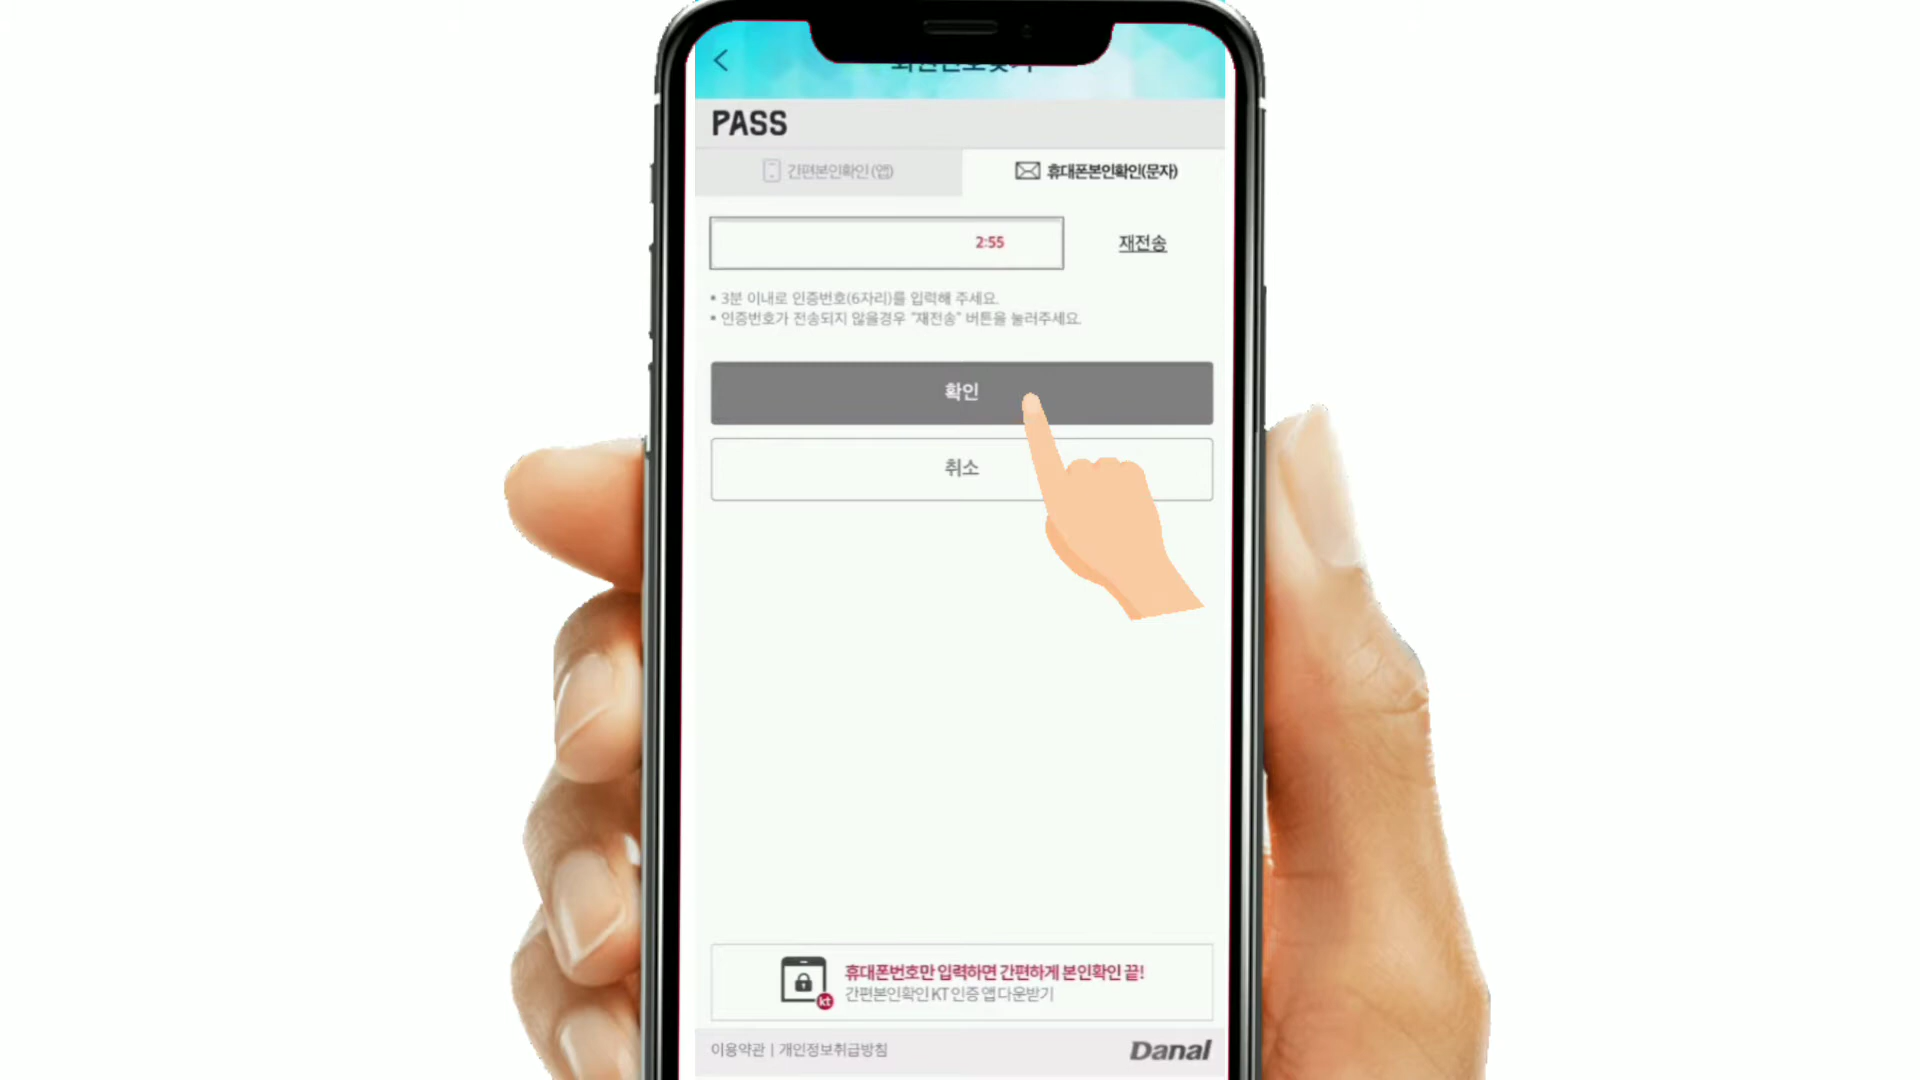 PASS
간편본인확인(앱)
휴대폰본인확인(문자)
2:55
재전송
▪ 3분 이내로 인증번호(6자리)를 입력해 주세요.
▪ 인증번호가 전송되지 않을경우 "재전송" 버튼을 눌러주세요.
확인
취소
휴대폰번호만 입력하면 간편하게 본인확인 끝!
간편본인확인 KT 인증 앱 다운받기
kt
이용약관 | 개인정보취급방침
Danal